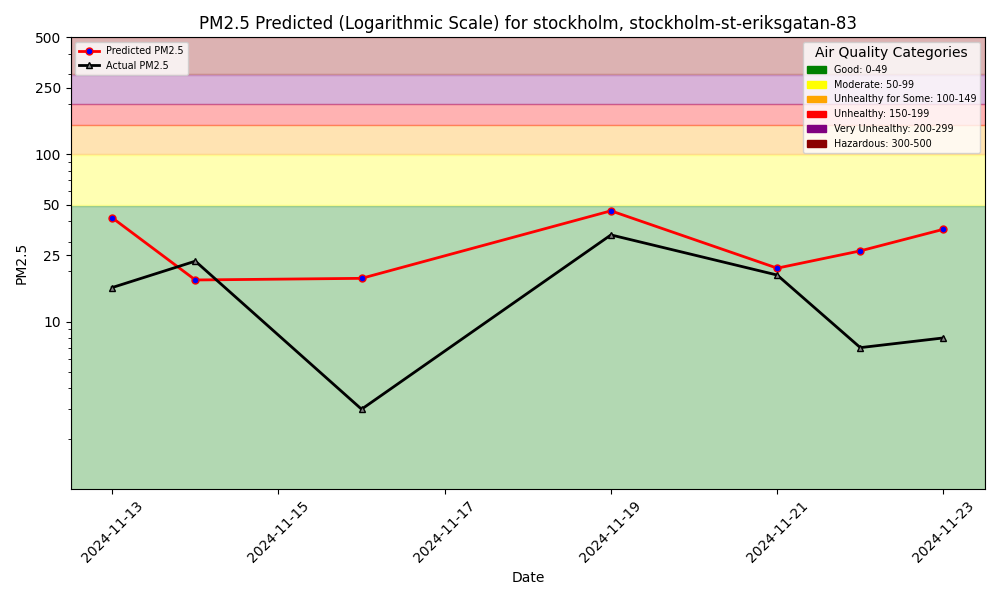 PM2.5 Predicted (Logarithmic Scale) for stockholm, stockholm-st-eriksgatan-83
Predicted PM2.5
Actual PM2.5
Air Quality Categories
Good: 0-49
Moderate: 50-99
Unhealthy for Some: 100-149
Unhealthy: 150-199
Very Unhealthy: 200-299
Hazardous: 300-500
500
250
100
50
25
10
PM2.5
2024-11-13
2024-11-15
2024-11-17
2024-11-19
2024-11-21
2024-11-23
Date